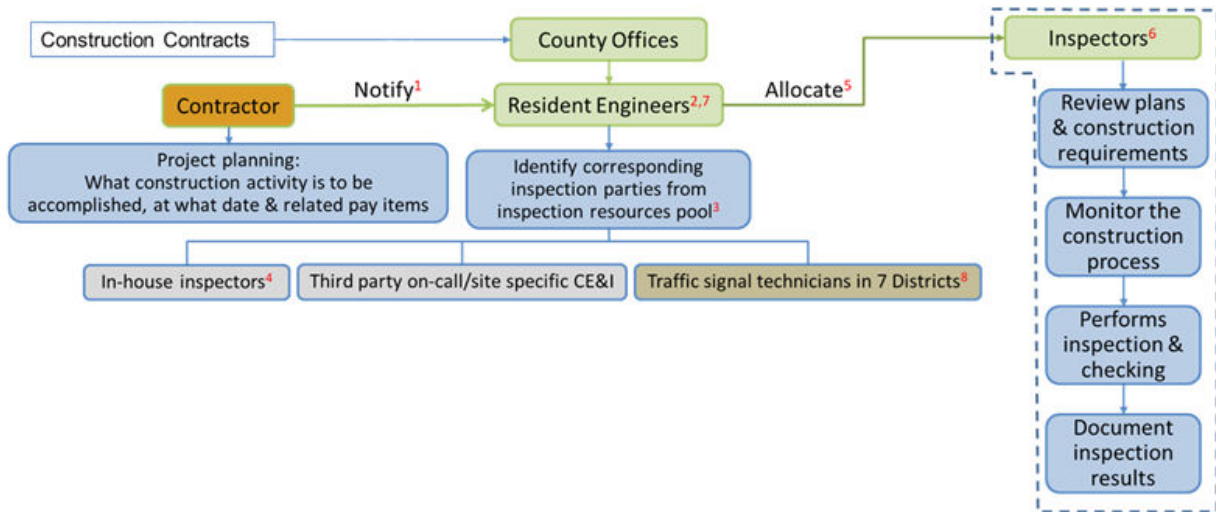 Construction Contracts
County Offices
Inspectors6
Contractor
Notify1
Resident Engineers2,7
Allocate5
Project planning:
What construction activity is to be
accomplished, at what date & related pay items
Identify corresponding
inspection parties from
inspection resources pool3
In-house inspectors4
Third party on-call/site specific CE&I
Traffic signal technicians in 7 Districts8
Review plans
& construction
requirements
Monitor the
construction
process
Performs
inspection &
checking
Document
inspection
results